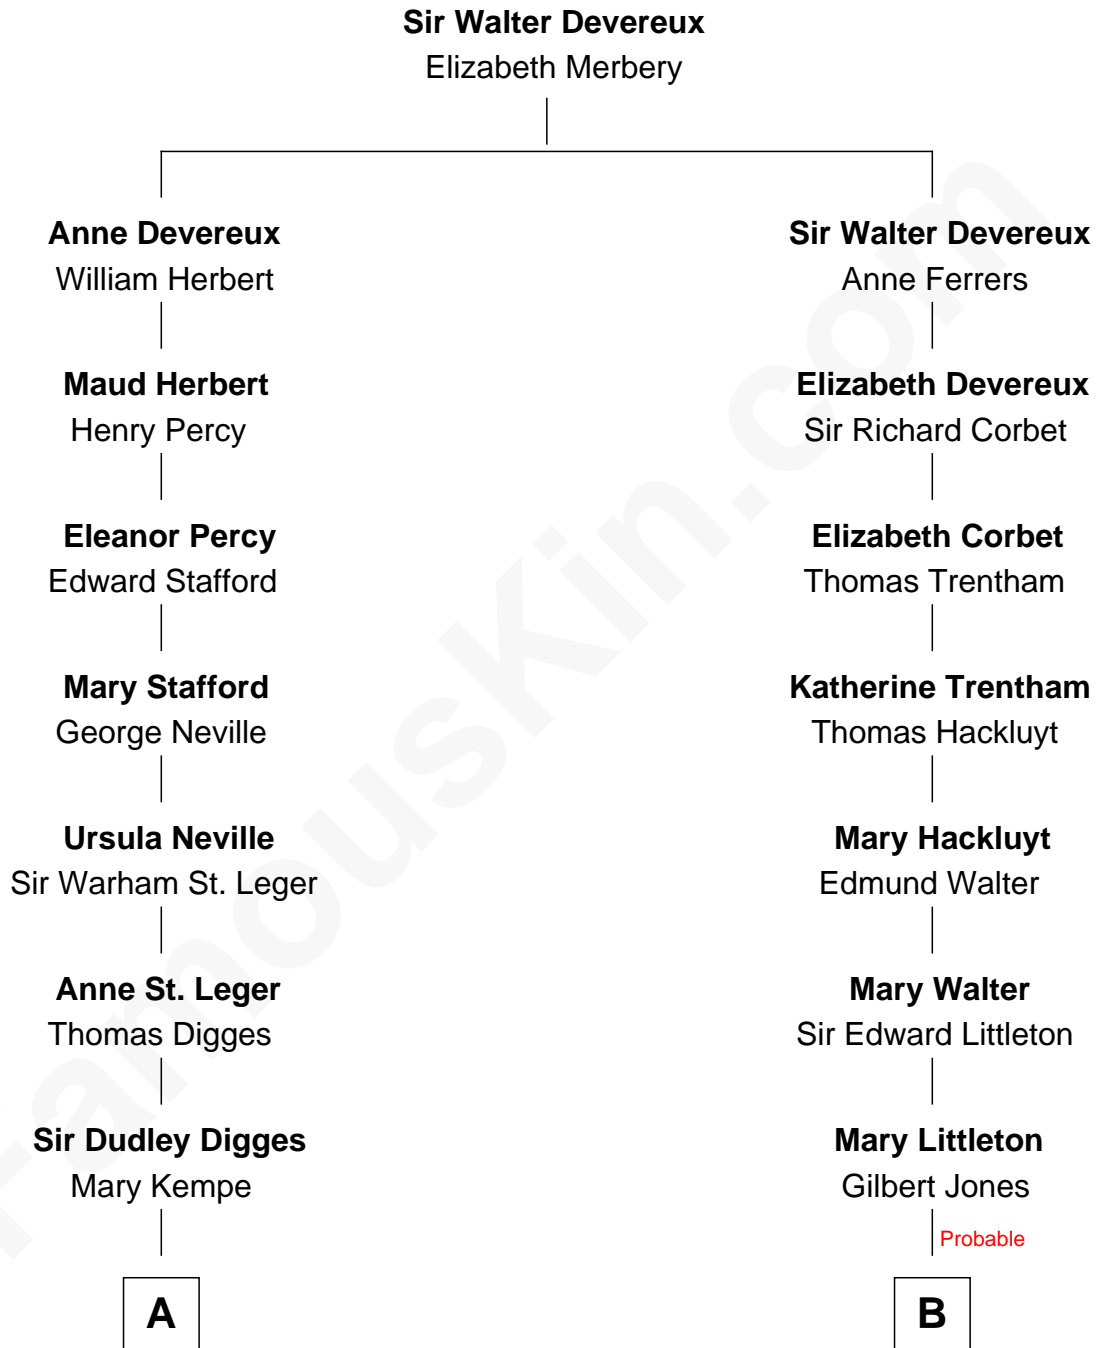 Sir Walter Devereux
Elizabeth Merbery
Anne Devereux
William Herbert
Sir Walter Devereux
Anne Ferrers
Maud Herbert
Henry Percy
Elizabeth Devereux
Sir Richard Corbet
Eleanor Percy
Edward Stafford
Elizabeth Corbet
Thomas Trentham
Mary Stafford
George Neville
Katherine Trentham
Thomas Hackluyt
Ursula Neville
Sir Warham St. Leger
Mary Hackluyt
Edmund Walter
Anne St. Leger
Thomas Digges
Mary Walter
Sir Edward Littleton
Sir Dudley Digges
Mary Kempe
Mary Littleton
Gilbert Jones
Probable
A
B
FamousKin.com